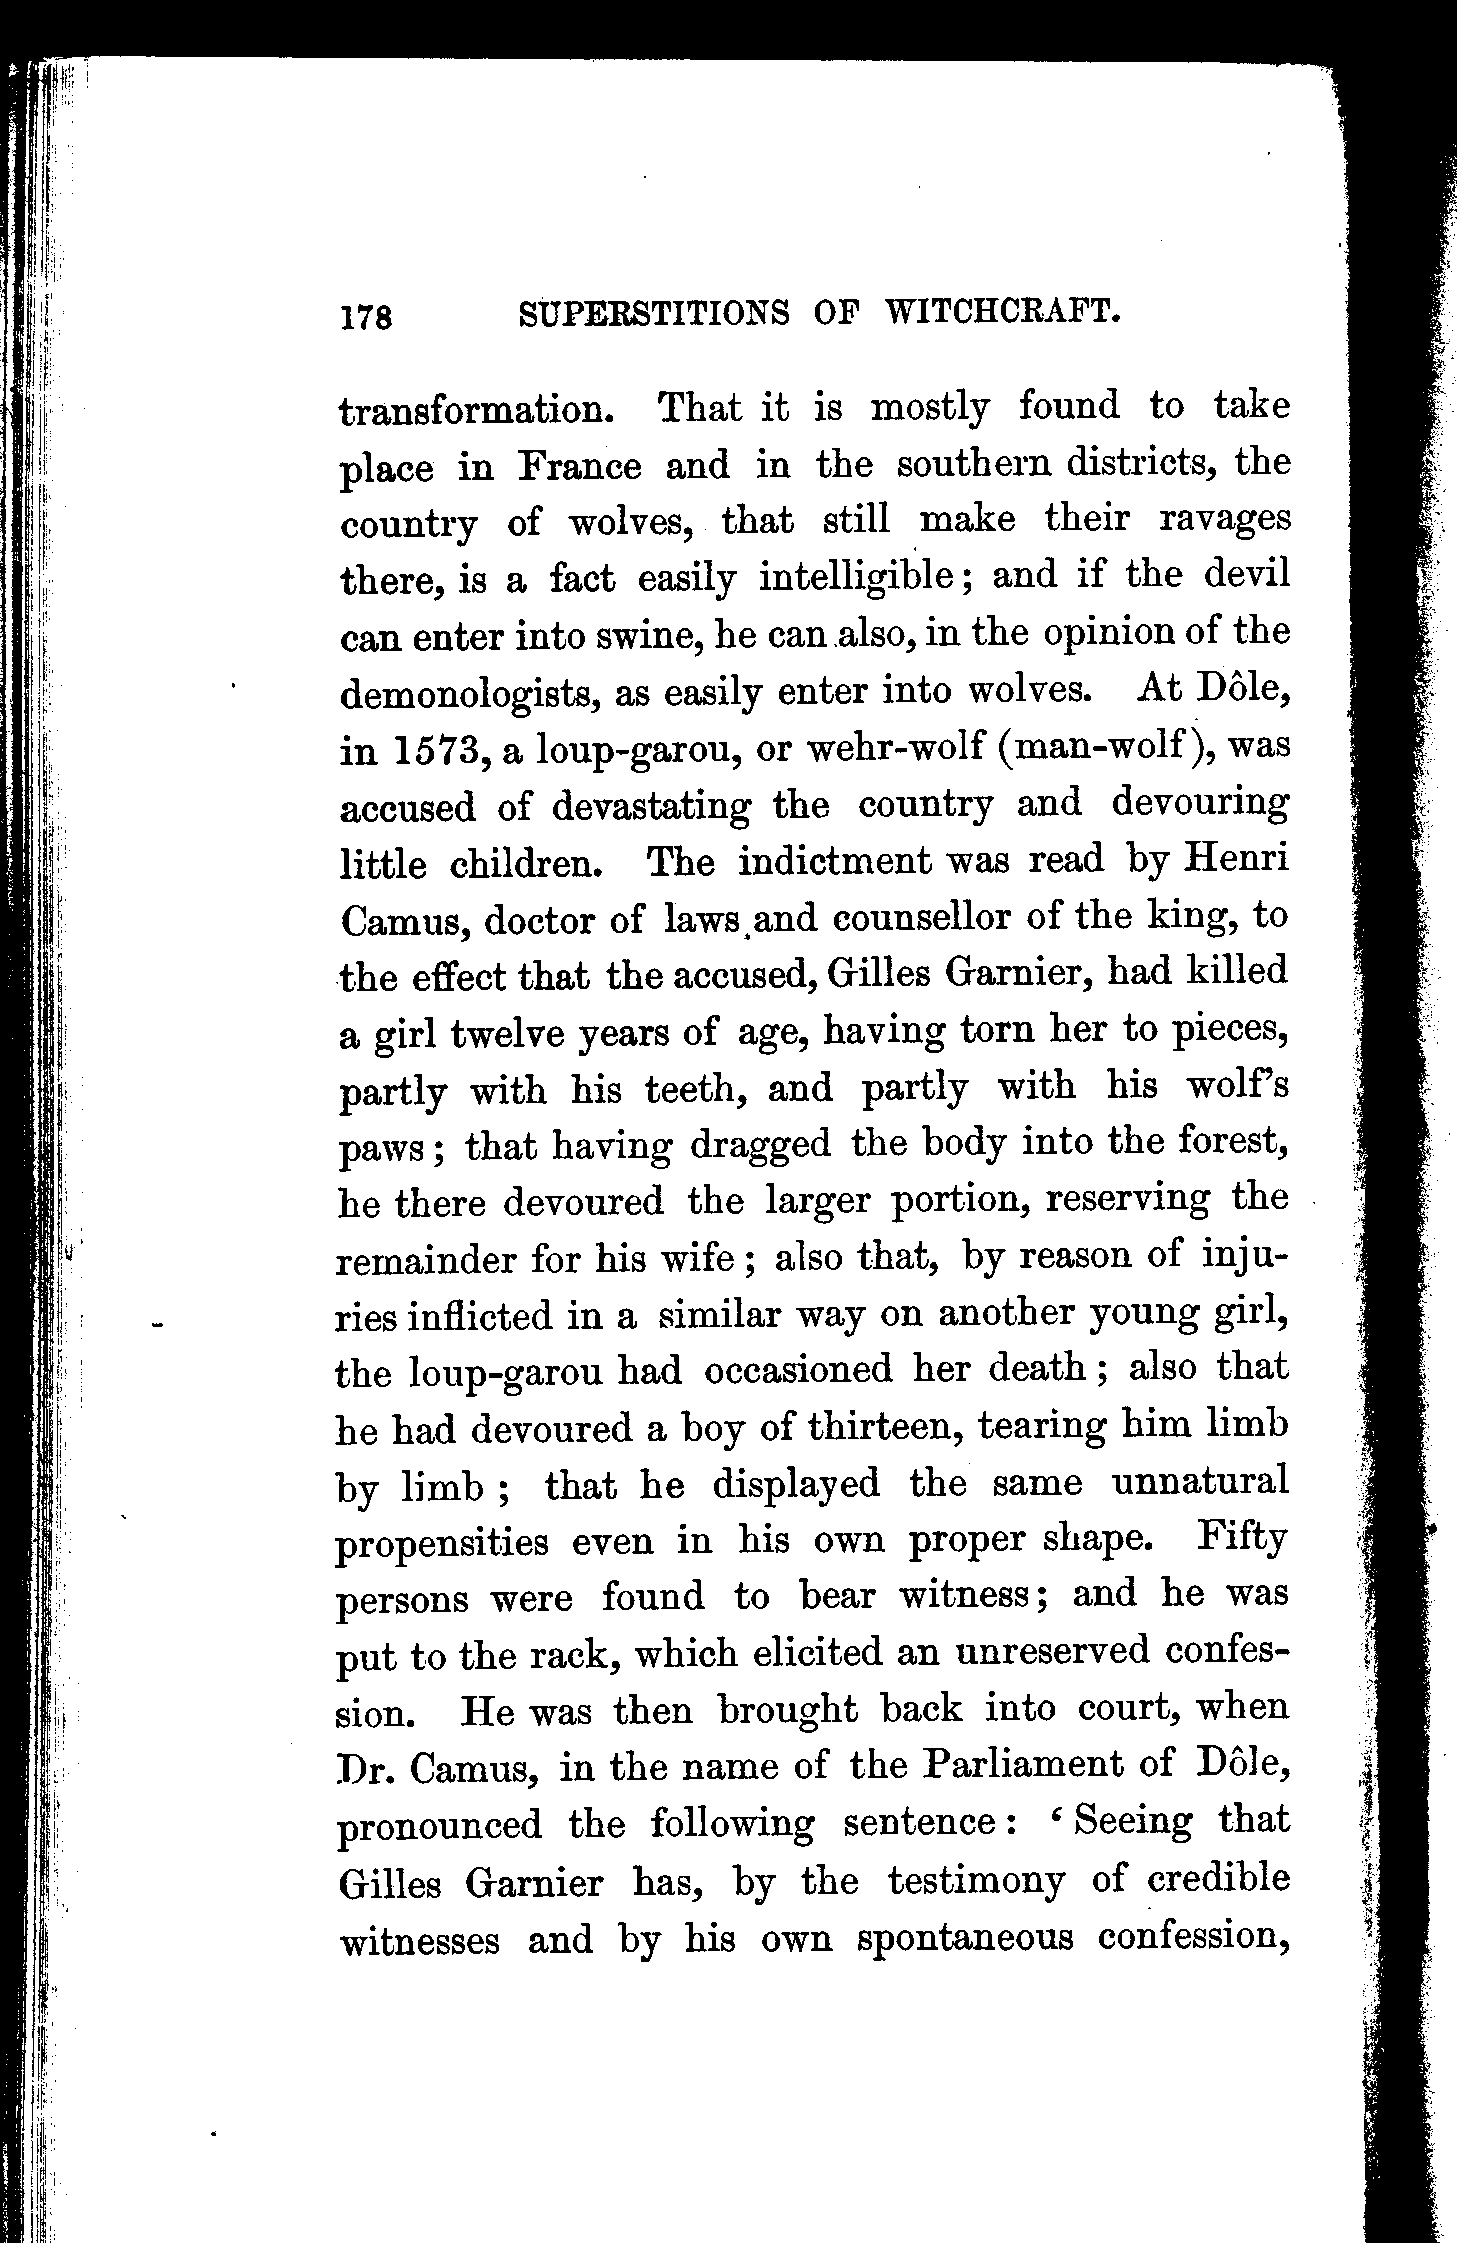 178 SUPERSTITIONS OF WITCHCRAFT.
transformation. That it is mostly found to take
place in France and in the southern districts, the
country of wolves, that still make their ravages
there, is a fact easily intelligible; and if the devil
can enter into swine, he can also, in the opinion of the
demonologists, as easily enter into wolves. At Dôle,
in 1573, a loup-garou, or wehr-wolf (man-wolf), was
accused of devastating the country and devouring
little children. The indictment was read by Henri
Camus, doctor of laws and counsellor of the king, to
the effect that the accused, Gilles Garnier, had killed
a girl twelve years of age, having torn her to pieces,
partly with his teeth, and partly with his wolf's
paws; that having dragged the body into the forest,
he there devoured the larger portion, reserving the
remainder for his wife; also that, by reason of inju-
ries inflicted in a similar way on another young girl,
the loup-garou had occasioned her death; also that
he had devoured a boy of thirteen, tearing him limb
by limb; that he displayed the same unnatural
propensities even in his own proper shape. Fifty
persons were found to bear witness; and he was
put to the rack, which elicited an unreserved confes-
sion. He was then brought back into court, when
Dr. Camus, in the name of the Parliament of Dôle,
pronounced the following sentence: ‘Seeing that
Gilles Garnier has, by the testimony of credible
witnesses and by his own spontaneous confession,